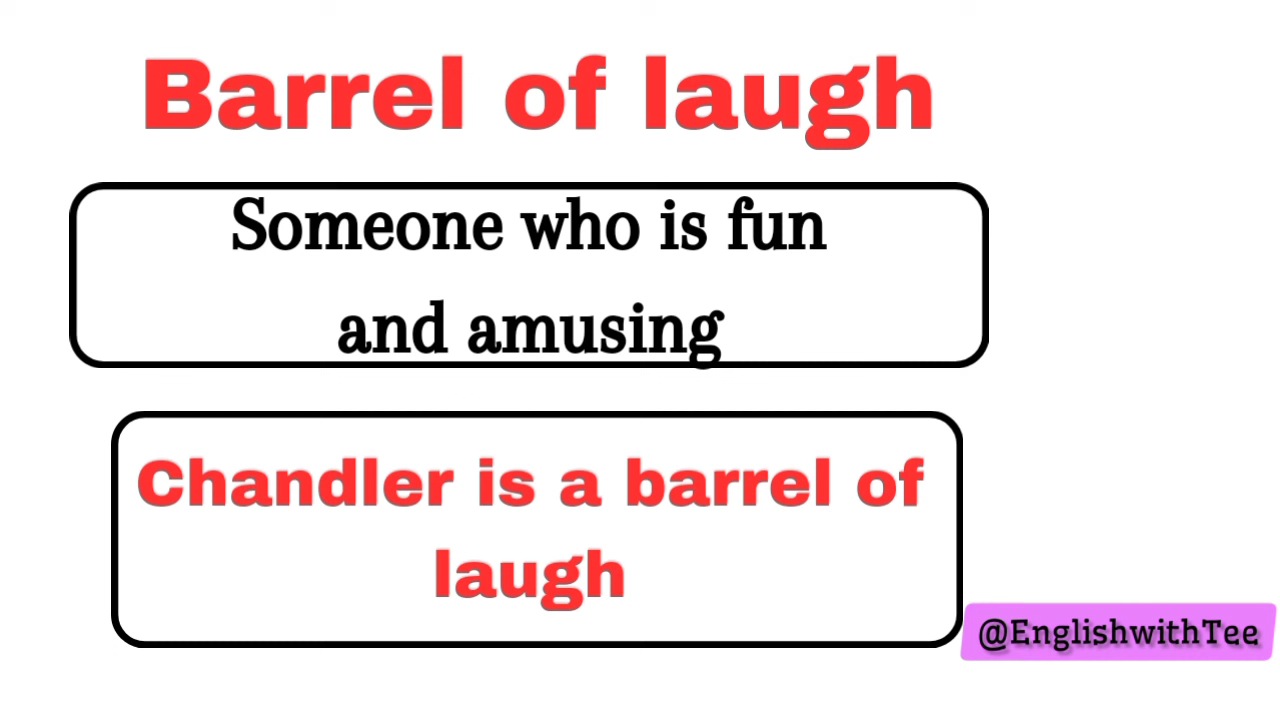 Barrel of laugh
Someone who is fun
and amusing
Chandler is a barrel of
laugh
@EnglishwithTee